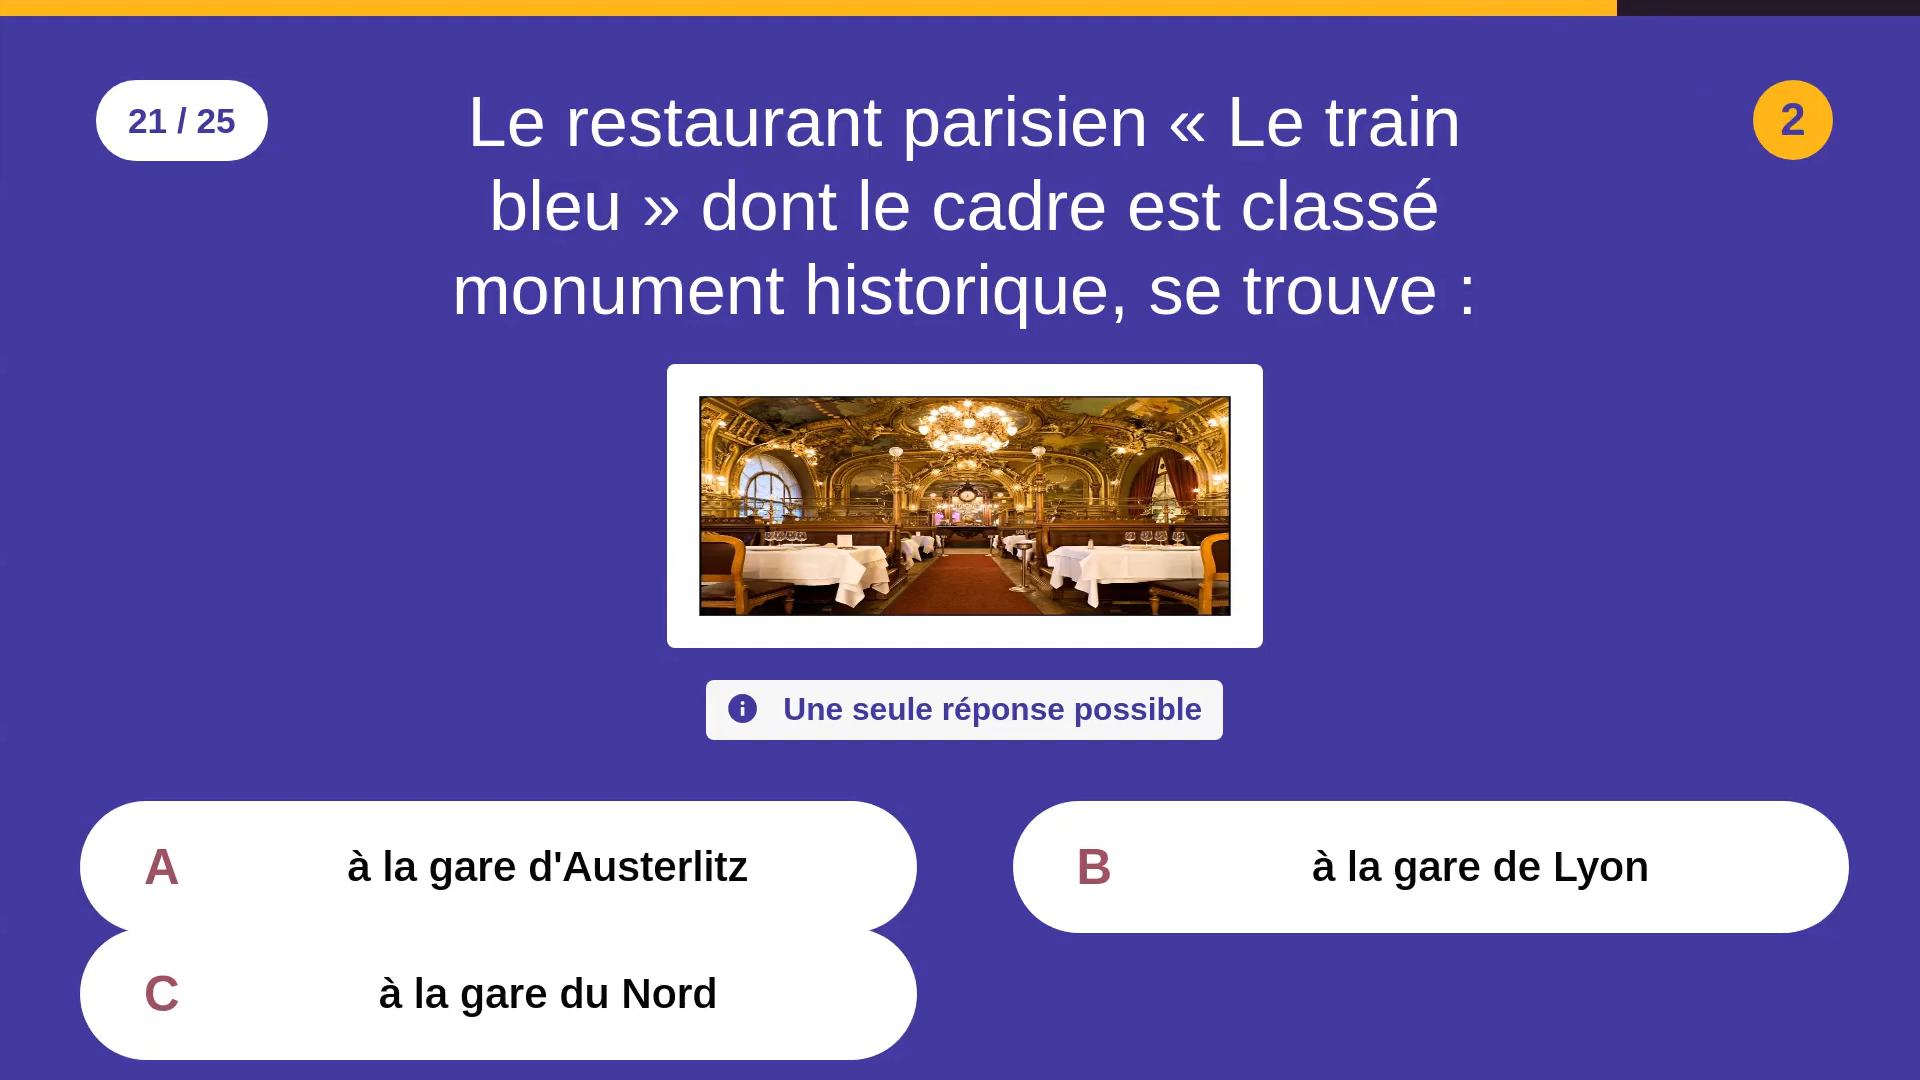 21 / 25
Le restaurant parisien « Le train
bleu » dont le cadre est classé
monument historique, se trouve :
2
Une seule réponse possible
A
à la gare d'Austerlitz
B
à la gare de Lyon
C
à la gare du Nord